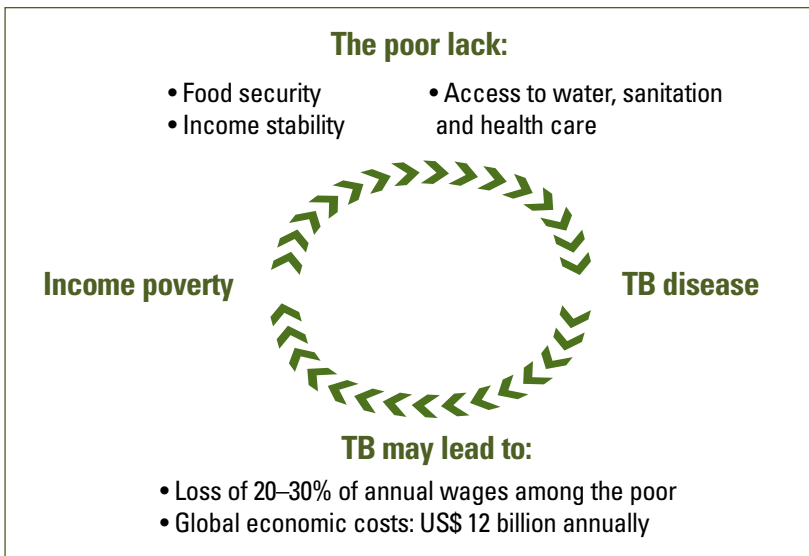 The poor lack:
• Food security
• Income stability
• Access to water, sanitation
and health care
Income poverty
TB disease
TB may lead to:
• Loss of 20–30% of annual wages among the poor
• Global economic costs: US$ 12 billion annually